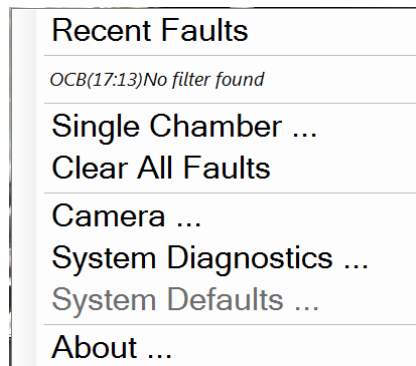 Recent Faults
OCB(17:13)No filter found
Single Chamber ...
Clear All Faults
Camera ...
System Diagnostics ...
System Defaults ...
About ...